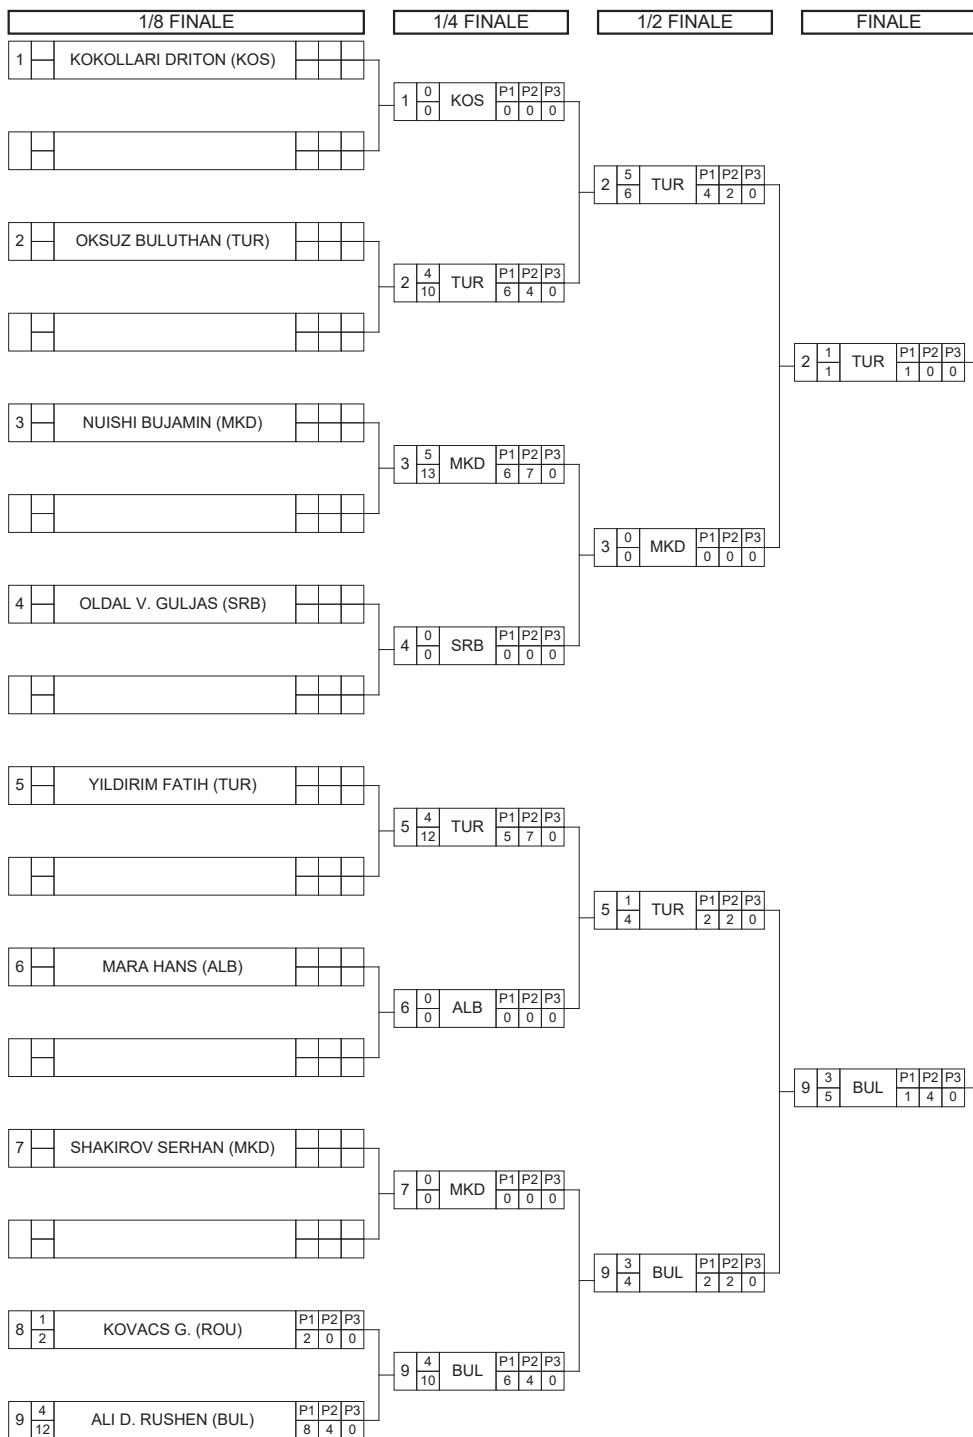 1/8 FINALE 1/4 FINALE 1/2 FINALE FINALE
1 KOKOLLARI DRITON (KOS)
1 0 0 KOS P1 P2 P3 0 0 0
2 5 6 TUR P1 P2 P3 4 2 0
2 OKSUZ BULUTHAN (TUR)
2 4 10 TUR P1 P2 P3 6 4 0
2 1 1 TUR P1 P2 P3 1 0 0
3 NUISHI BUJAMIN (MKD)
3 5 13 MKD P1 P2 P3 6 7 0
3 0 0 MKD P1 P2 P3 0 0 0
4 OLDAL V. GULJAS (SRB)
4 0 0 SRB P1 P2 P3 0 0 0
5 YILDIRIM FATIH (TUR)
5 4 12 TUR P1 P2 P3 5 7 0
5 1 4 TUR P1 P2 P3 2 2 0
6 MARA HANS (ALB)
6 0 0 ALB P1 P2 P3 0 0 0
9 3 5 BUL P1 P2 P3 1 4 0
7 SHAKIROV SERHAN (MKD)
7 0 0 MKD P1 P2 P3 0 0 0
9 3 4 BUL P1 P2 P3 2 2 0
8 1 2 KOVACS G. (ROU) P1 P2 P3 2 0 0
9 4 10 BUL P1 P2 P3 6 4 0
9 4 12 ALI D. RUSHEN (BUL) P1 P2 P3 8 4 0